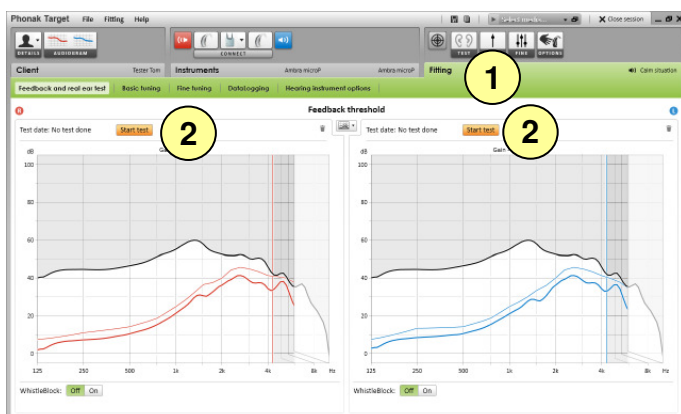 Phonak Target File Fitting Help
Select media... Close session
DETAILS AUDIOGRAM CONNECT TEST FINE OPTIONS
Client Tester Tom Instruments Ambra microP Ambra microP Fitting Calm situation
1
Feedback and real ear test Basic tuning Fine tuning DataLogging Hearing instrument options
Feedback threshold
R L
Test date: No test done Start test 2 Test date: No test done Start test 2
dB dB
100 100
80 80
60 60
40 40
20 20
0 0
125 250 500 1k 2k 4k 8k Hz 125 250 500 1k 2k 4k 8k Hz
WhistleBlock: Off On WhistleBlock: Off On